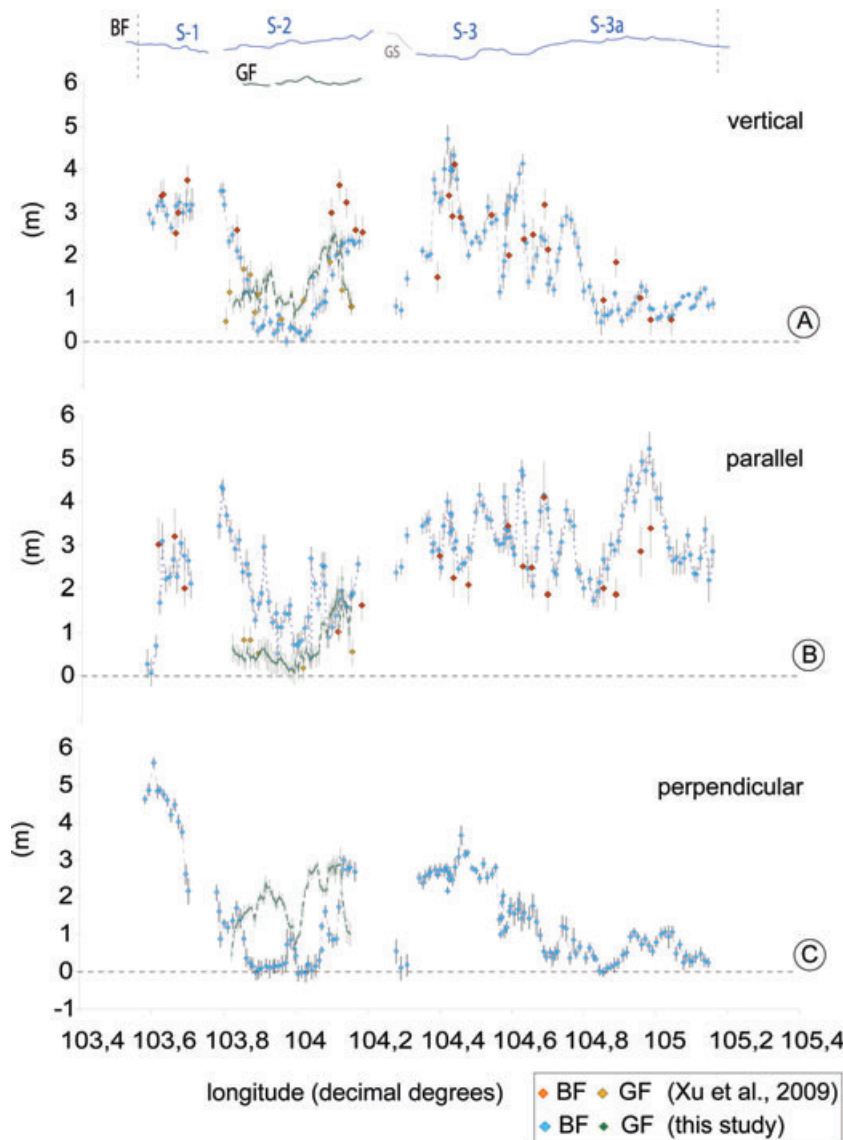 BF S-1 S-2 S-3 S-3a
GS
GF
6
5
4
3
2
1
0
(m)
vertical
A
6
5
4
3
2
1
0
(m)
parallel
B
6
5
4
3
2
1
0
-1
(m)
perpendicular
C
103,4 103,6 103,8 104 104,2 104,4 104,6 104,8 105 105,2 105,4
longitude (decimal degrees)
BF GF (Xu et al., 2009)
BF GF (this study)